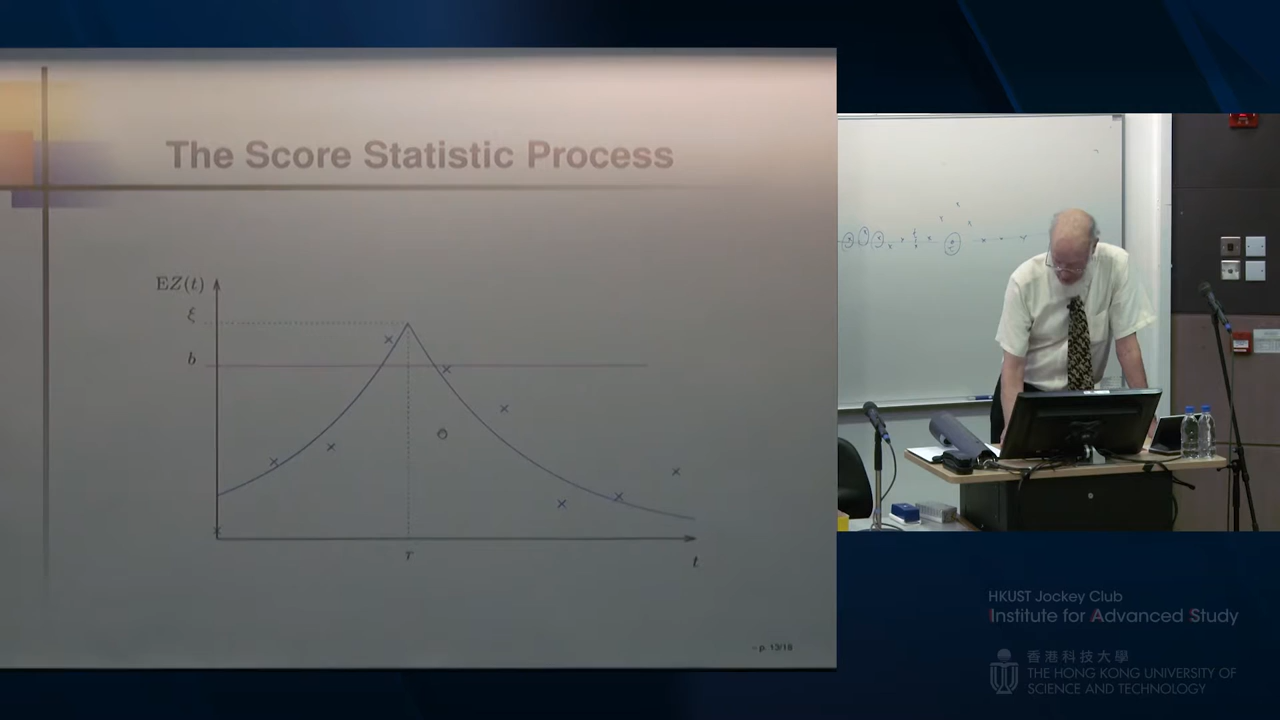 The Score Statistic Process
EZ(t)
ξ
b
τ
t
– p. 13/18
HKUST Jockey Club
Institute for Advanced Study
香港科技大學
THE HONG KONG UNIVERSITY OF
SCIENCE AND TECHNOLOGY